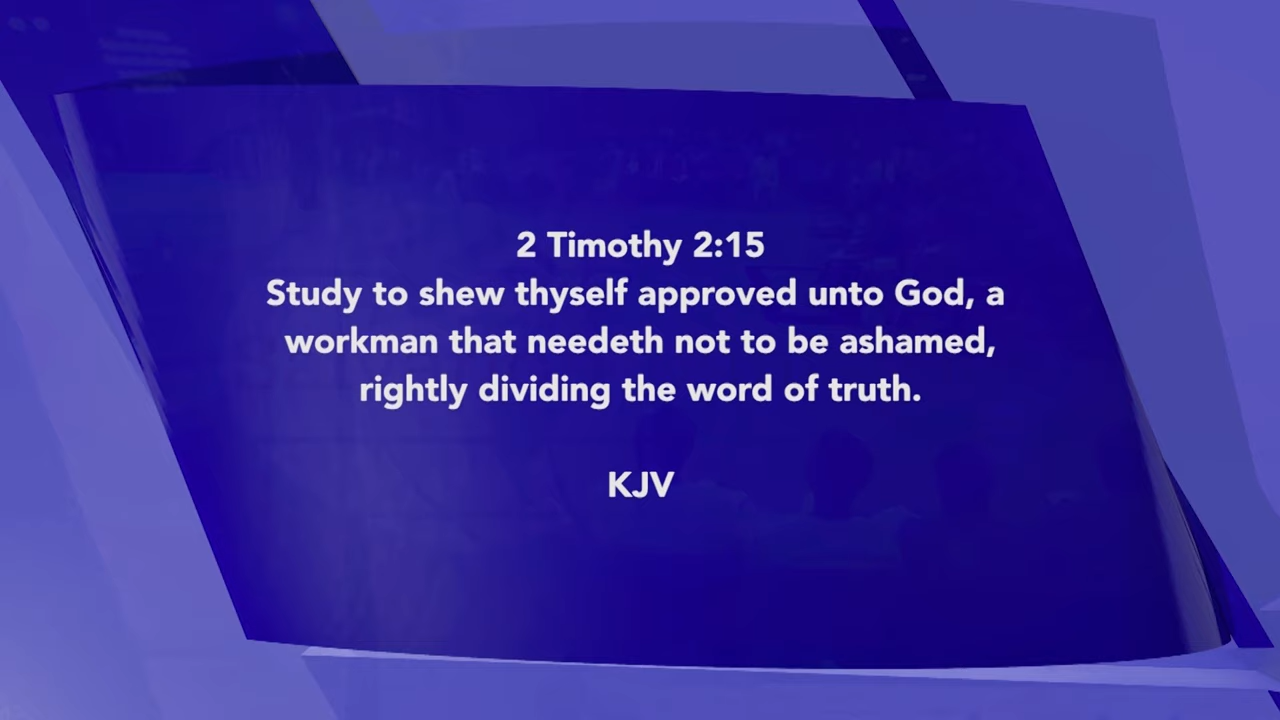 2 Timothy 2:15
Study to shew thyself approved unto God, a
workman that needeth not to be ashamed,
rightly dividing the word of truth.
KJV